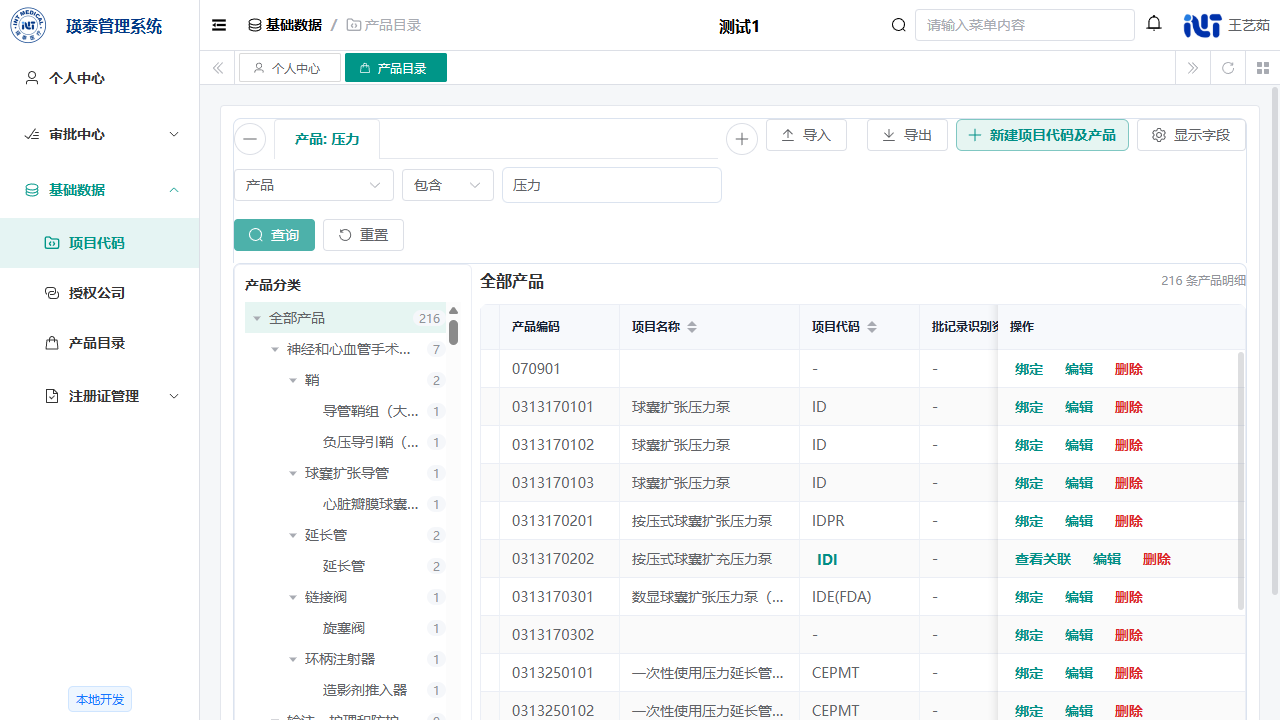 瑛泰管理系统
基础数据 / 产品目录
测试1
请输入菜单内容
王艺茹
个人中心
产品目录
个人中心
审批中心
基础数据
项目代码
授权公司
产品目录
注册证管理
本地开发
产品: 压力
导入
导出
新建项目代码及产品
显示字段
产品
包含
压力
查询
重置
产品分类
全部产品 216
神经和心血管手术... 7
鞘 2
导管鞘组（大... 1
负压导引鞘（... 1
球囊扩张导管 1
心脏瓣膜球囊... 1
延长管 2
延长管 2
链接阀 1
旋塞阀 1
环柄注射器 1
造影剂推入器 1
全部产品
216 条产品明细
产品编码 项目名称 项目代码 批记录识别 操作
070901 - - 绑定 编辑 删除
0313170101 球囊扩张压力泵 ID - 绑定 编辑 删除
0313170102 球囊扩张压力泵 ID - 绑定 编辑 删除
0313170103 球囊扩张压力泵 ID - 绑定 编辑 删除
0313170201 按压式球囊扩张压力泵 IDPR - 绑定 编辑 删除
0313170202 按压式球囊扩充压力泵 IDI - 查看关联 编辑 删除
0313170301 数显球囊扩张压力泵（... IDE(FDA) - 绑定 编辑 删除
0313170302 - - 绑定 编辑 删除
0313250101 一次性使用压力延长管... CEPMT - 绑定 编辑 删除
0313250102 一次性使用压力延长管... CEPMT - 绑定 编辑 删除